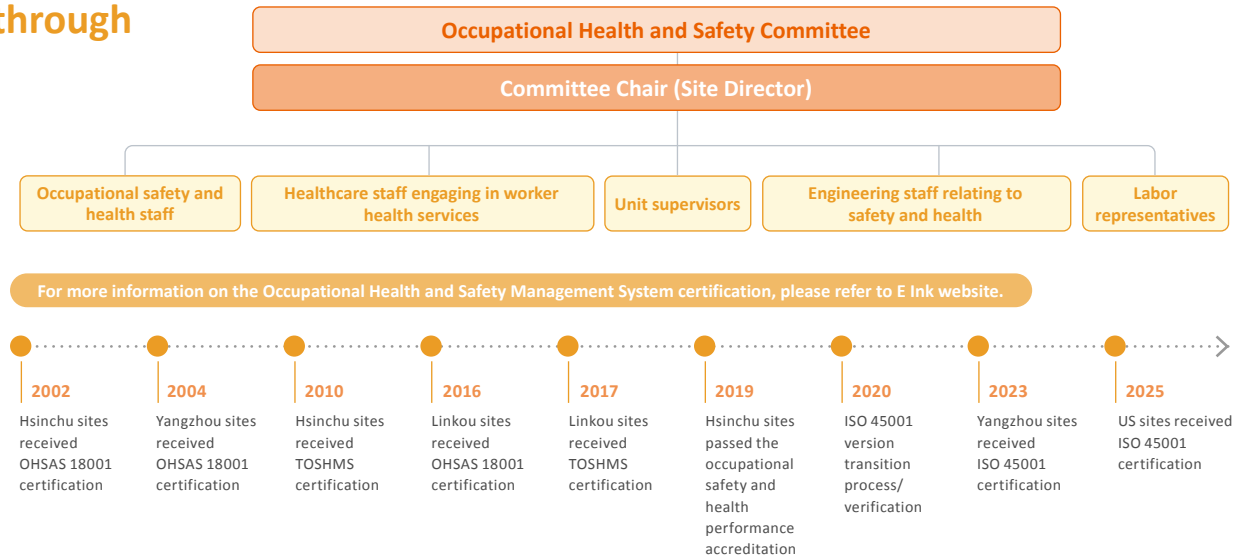 through
Occupational Health and Safety Committee
Committee Chair (Site Director)
Occupational safety and
health staff
Healthcare staff engaging in worker
health services
Unit supervisors
Engineering staff relating to
safety and health
Labor
representatives
For more information on the Occupational Health and Safety Management System certification, please refer to E Ink website.
2002
Hsinchu sites
received
OHSAS 18001
certification
2004
Yangzhou sites
received
OHSAS 18001
certification
2010
Hsinchu sites
received
TOSHMS
certification
2016
Linkou sites
received
OHSAS 18001
certification
2017
Linkou sites
received
TOSHMS
certification
2019
Hsinchu sites
passed the
occupational
safety and
health
performance
accreditation
2020
ISO 45001
version
transition
process/
verification
2023
Yangzhou sites
received
ISO 45001
certification
2025
US sites received
ISO 45001
certification